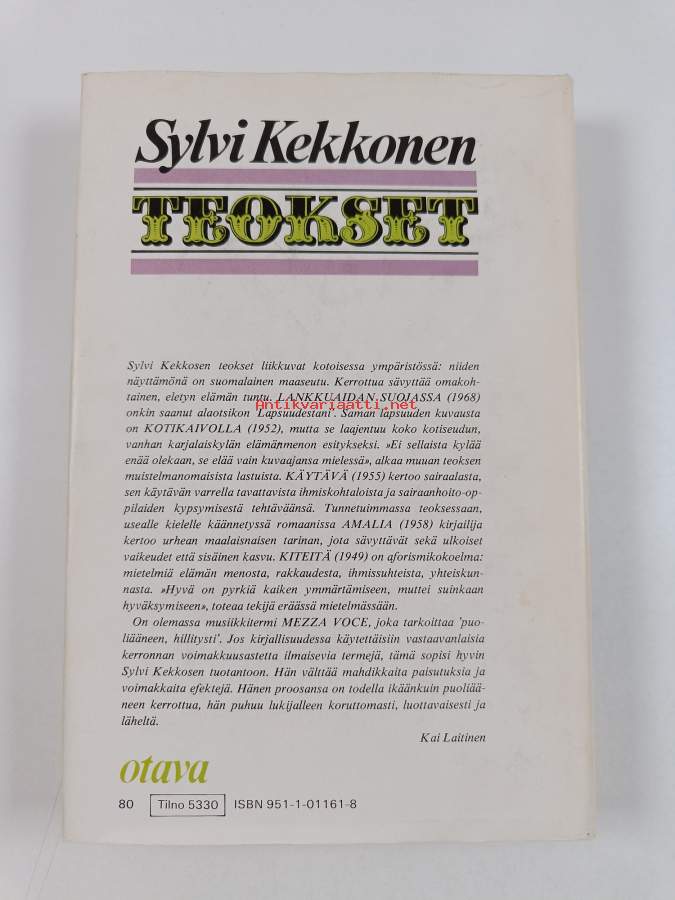 Sylvi Kekkonen
TEOKSET
Sylvi Kekkosen teokset liikkuvat kotoisessa ympäristössä: niiden
näyttämönä on suomalainen maaseutu. Kerrottua sävyttää omakoh-
tainen, eletyn elämän tuntu. LANKKUAIDAN SUOJASSA (1968)
onkin saanut alaotsikon 'Lapsuudestani'. Saman lapsuuden kuvausta
on KOTIKAIVOLLA (1952), mutta se laajentuu koko kotiseudun,
vanhan karjalaiskylän elämänmenon esitykseksi. »Ei sellaista kylää
enää olekaan, se elää vain kuvaajansa mielessä», alkaa muuan teoksen
muistelmanomaisista lastuista. KÄYTÄVÄ (1955) kertoo sairaalasta,
sen käytävän varrella tavattavista ihmiskohtaloista ja sairaanhoito-op-
pilaiden kypsymisestä tehtäväänsä. Tunnetuimmassa teoksessaan,
usealle kielelle käännetyssä romaanissa AMALIA (1958) kirjailija
kertoo urhean maalaisnaisen tarinan, jota sävyttävät sekä ulkoiset
vaikeudet että sisäinen kasvu. KITEITÄ (1949) on aforismikokoelma:
mietelmiä elämän menosta, rakkaudesta, ihmissuhteista, yhteiskun-
nasta. »Hyvä on pyrkiä kaiken ymmärtämiseen, muttei suinkaan
hyväksymiseen», toteaa tekijä eräässä mietelmässään.
On olemassa musiikkitermi MEZZA VOCE, joka tarkoittaa 'puo-
liääneen, hillitysti'. Jos kirjallisuudessa käytettäisiin vastaavanlaisia
kerronnan voimakkuusastetta ilmaisevia termejä, tämä sopisi hyvin
Sylvi Kekkosen tuotantoon. Hän välttää mahdikkaita paisutuksia ja
voimakkaita efektejä. Hänen proosansa on todella ikäänkuin puoliää-
neen kerrottua, hän puhuu lukijalleen koruttomasti, luottavaisesti ja
läheltä.
Kai Laitinen
otava
80 Tilno 5330 ISBN 951-1-01161-8
Antikvariaatti.net